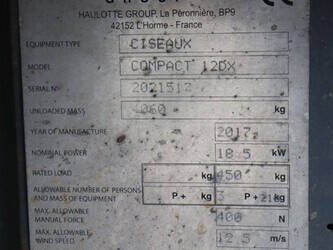 HAULOTTE GROUP, La Péronnière, BP9
42152 L'Horme - France
EQUIPMENT TYPE CISEAUX
MODEL COMPACT 12DX
SERIAL N°
UNLOADED MASS kg
YEAR OF MANUFACTURE 2017
NOMINAL POWER 18.5 kW
RATED LOAD kg 450 kg
ALLOWABLE NUMBER OF PERSONS
AND MASS OF EQUIPMENT P + kg 3 P + kg
MAX. ALLOWABLE
MANUAL FORCE 400 N
MAX. ALLOWABLE
WIND SPEED 12.5 m/s